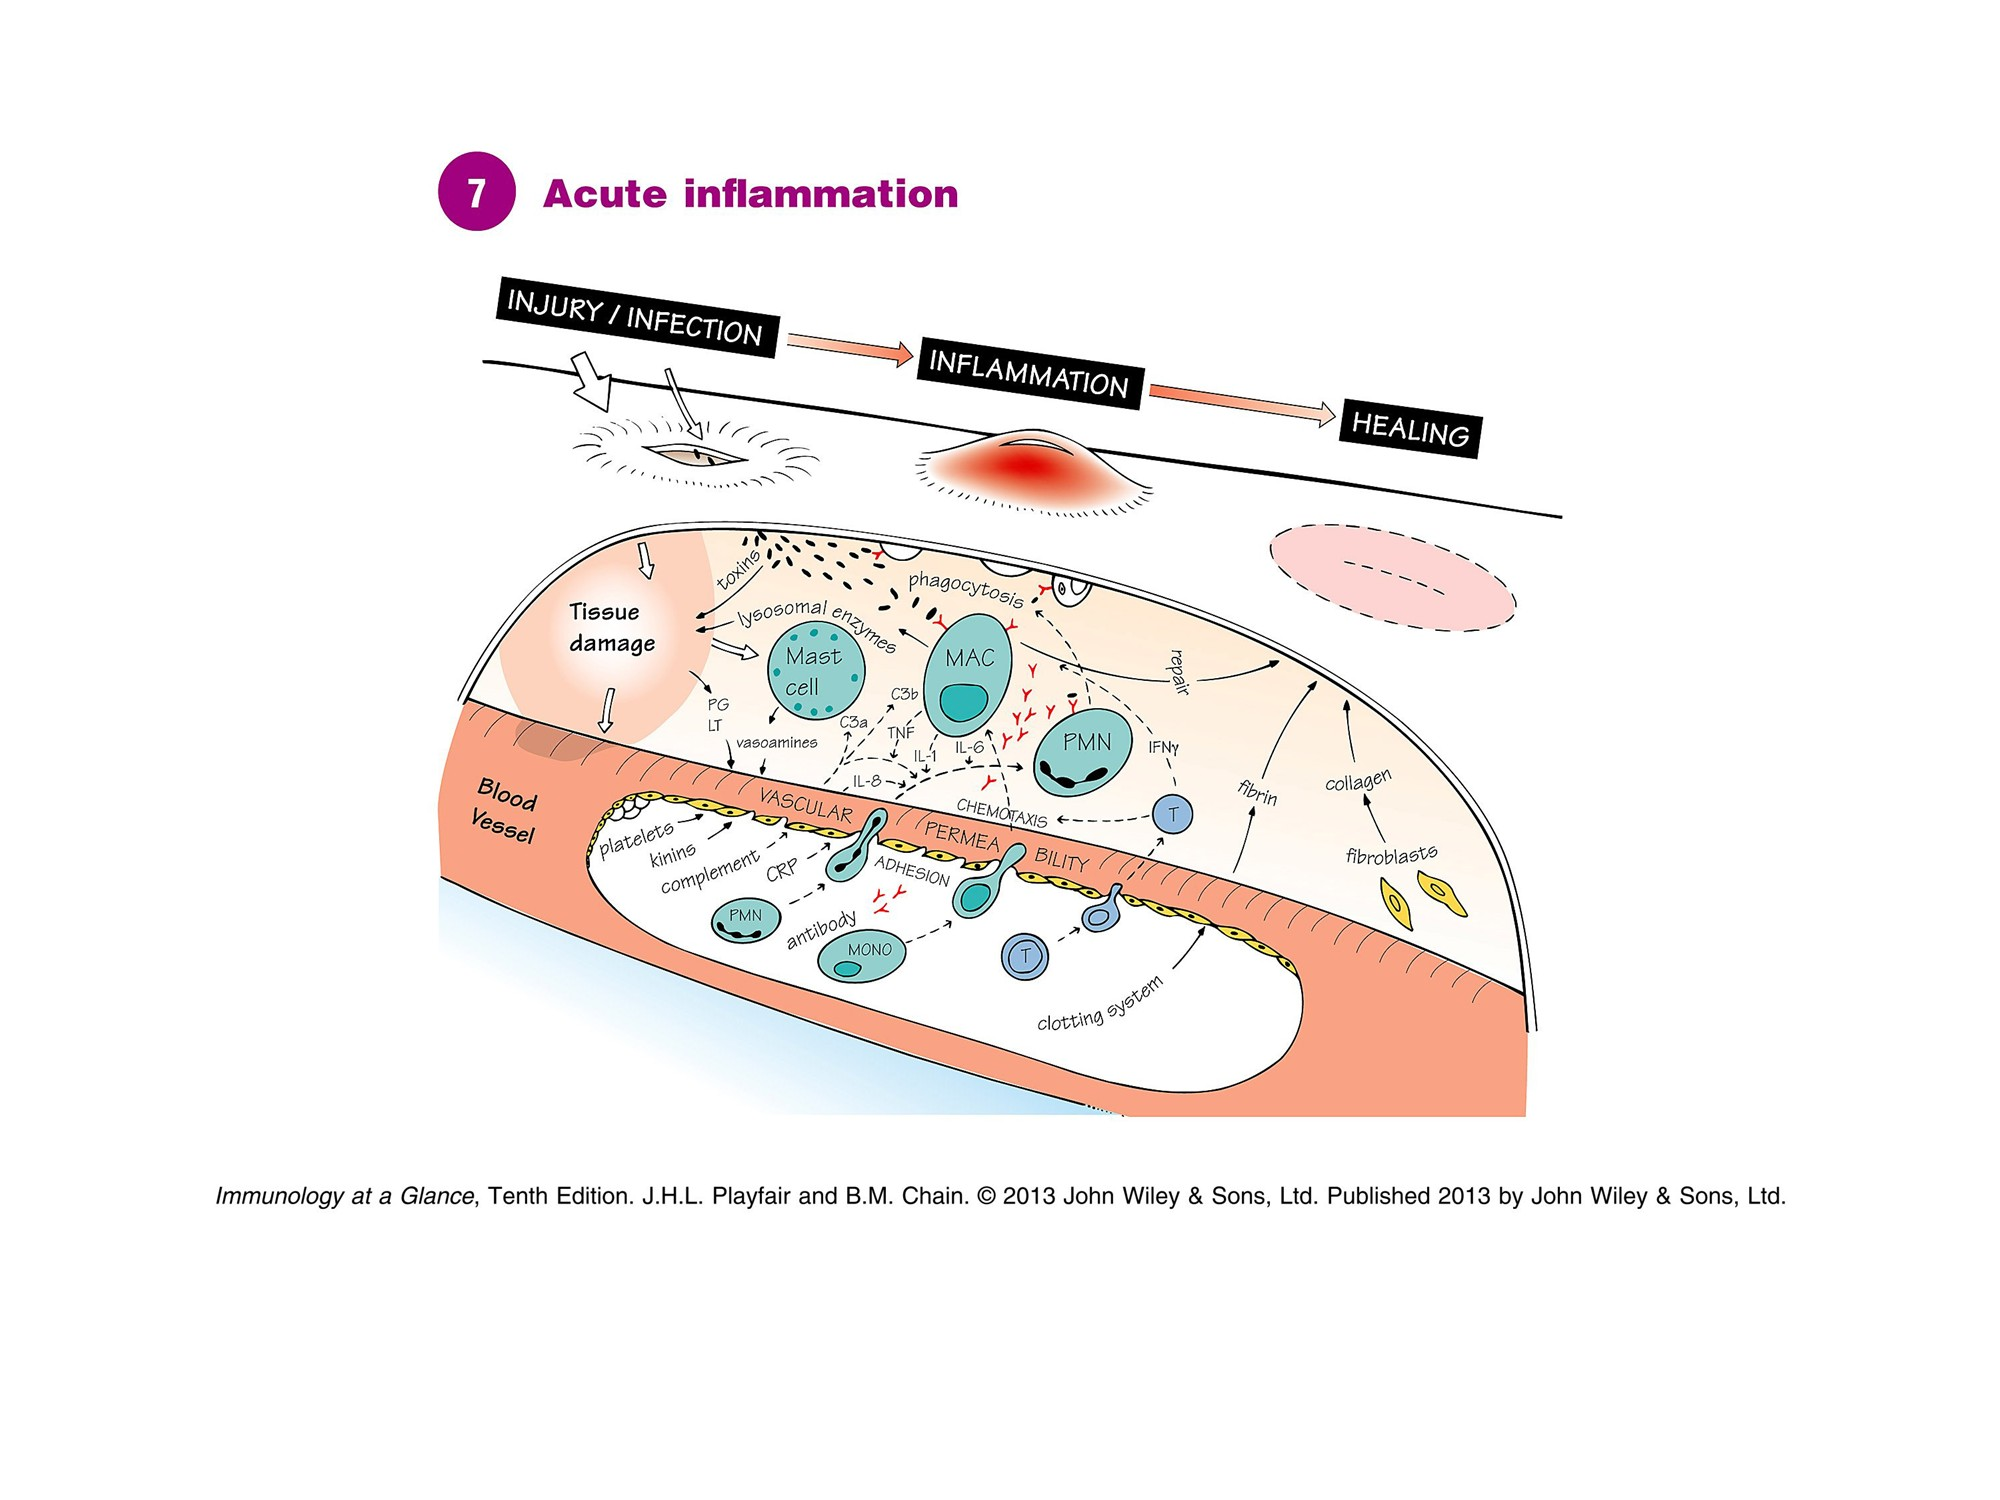 7 Acute inflammation
INJURY / INFECTION
INFLAMMATION
HEALING
toxins
phagocytosis
Tissue
damage
lysosomal enzymes
Mast
cell
MAC
repair
C3b
PG
LT
C3a
TNF
vasoamines
IL-1
IL-6
PMN
IFNγ
IL-8
Blood
Vessel
VASCULAR
PERMEA
BILITY
CHEMOTAXIS
T
fibrin
collagen
fibroblasts
platelets
kinins
complement
CRP
ADHESION
PMN
antibody
MONO
T
clotting system
Immunology at a Glance, Tenth Edition. J.H.L. Playfair and B.M. Chain. © 2013 John Wiley & Sons, Ltd. Published 2013 by John Wiley & Sons, Ltd.